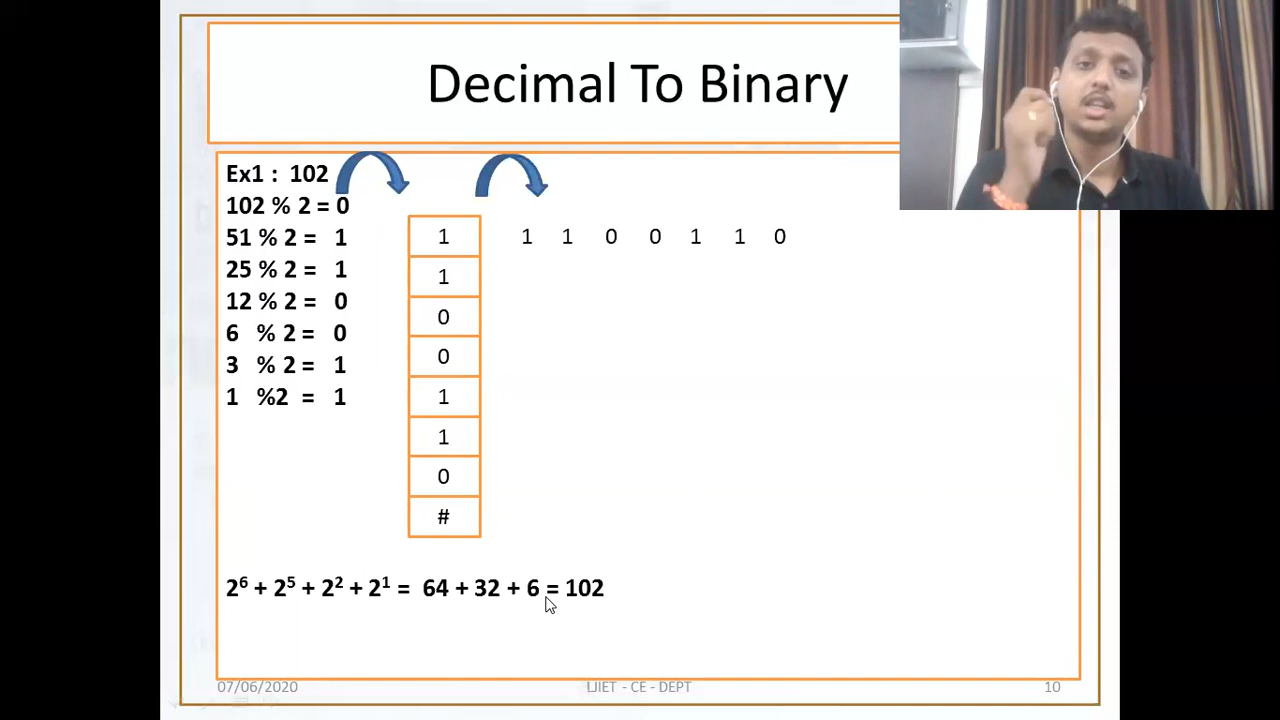 Decimal To Binary
Ex1 : 102
102 % 2 = 0
51 % 2 = 1
25 % 2 = 1
12 % 2 = 0
6 % 2 = 0
3 % 2 = 1
1 %2 = 1
1
1
0
0
1
1
0
#
1 1 0 0 1 1 0
2⁶ + 2⁵ + 2² + 2¹ = 64 + 32 + 6 = 102
07/06/2020
LJIET - CE - DEPT
10